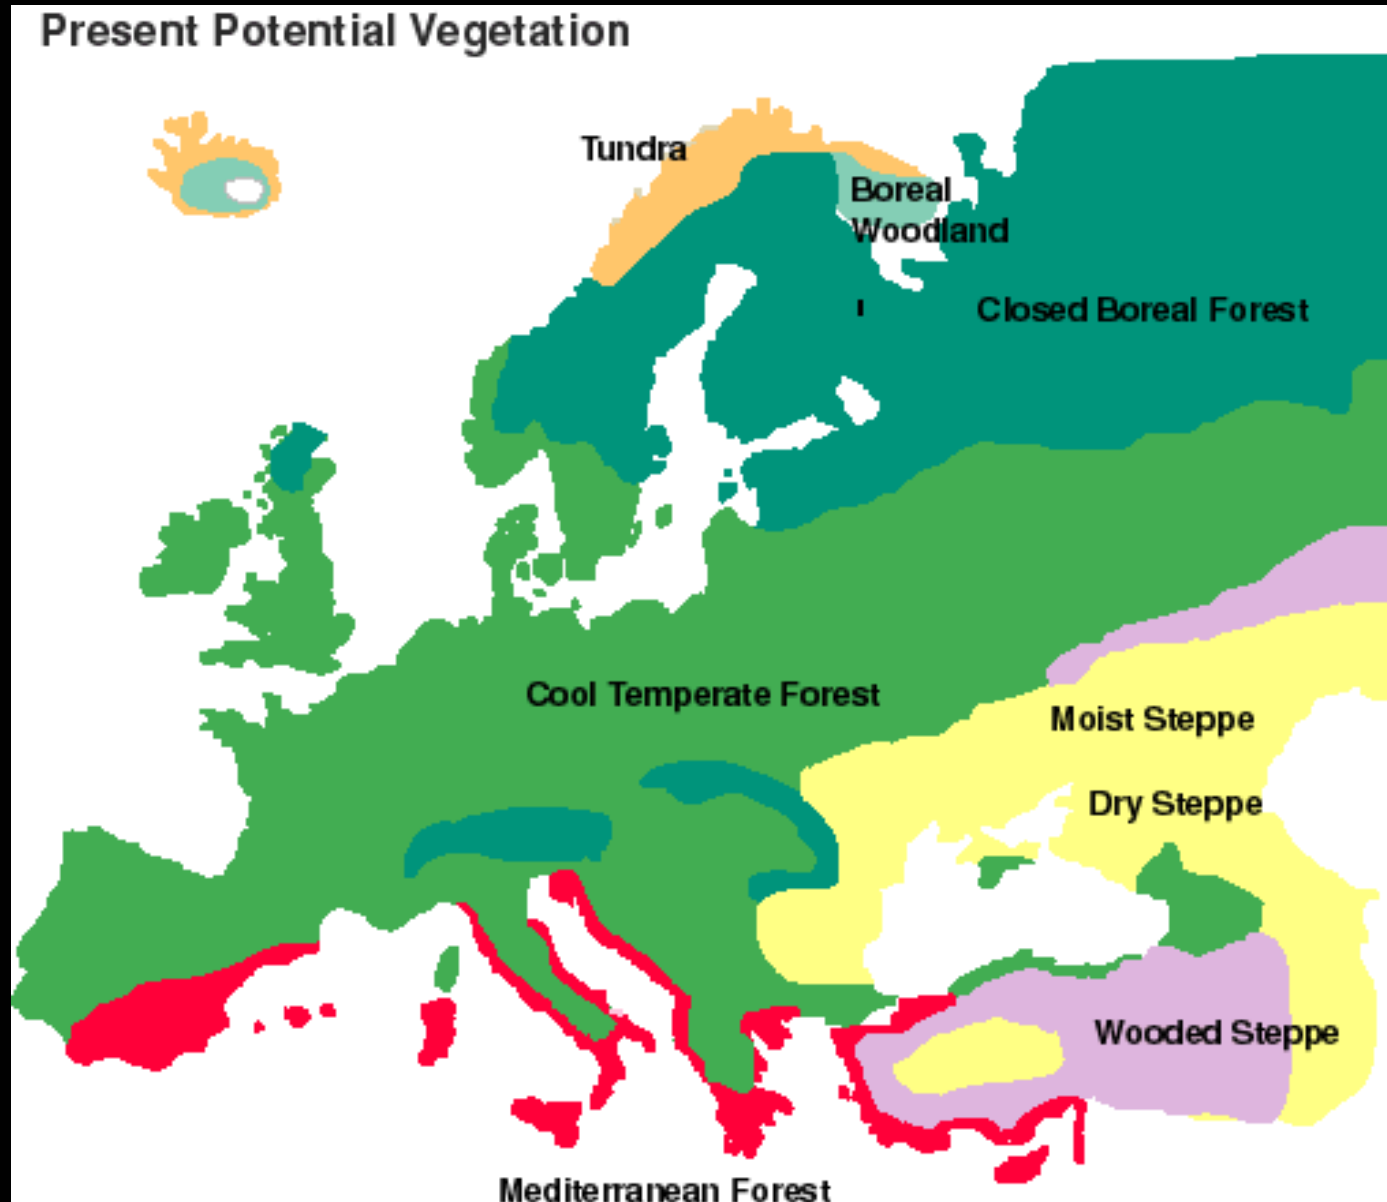 Present Potential Vegetation
Tundra
Boreal
Woodland
Closed Boreal Forest
Cool Temperate Forest
Moist Steppe
Dry Steppe
Wooded Steppe
Mediterranean Forest